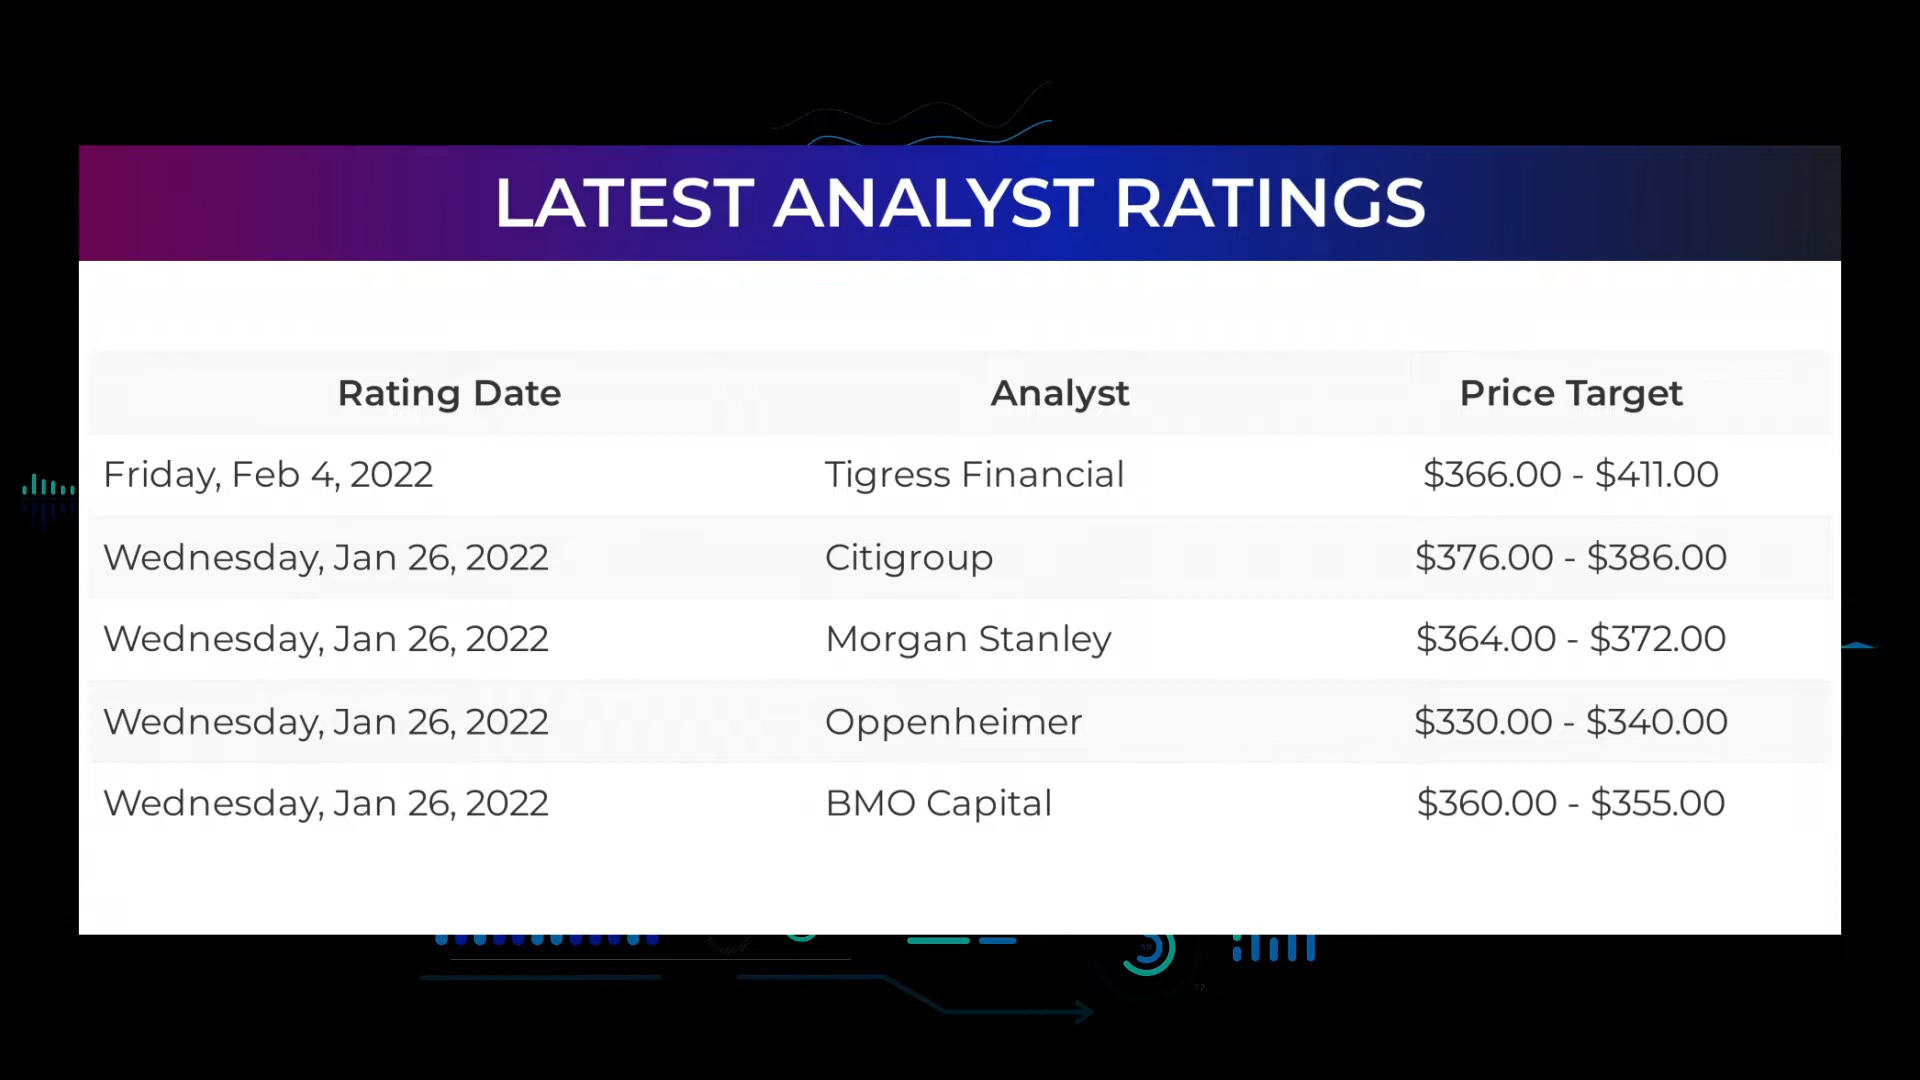 LATEST ANALYST RATINGS
Rating Date Analyst Price Target
Friday, Feb 4, 2022 Tigress Financial $366.00 - $411.00
Wednesday, Jan 26, 2022 Citigroup $376.00 - $386.00
Wednesday, Jan 26, 2022 Morgan Stanley $364.00 - $372.00
Wednesday, Jan 26, 2022 Oppenheimer $330.00 - $340.00
Wednesday, Jan 26, 2022 BMO Capital $360.00 - $355.00
72